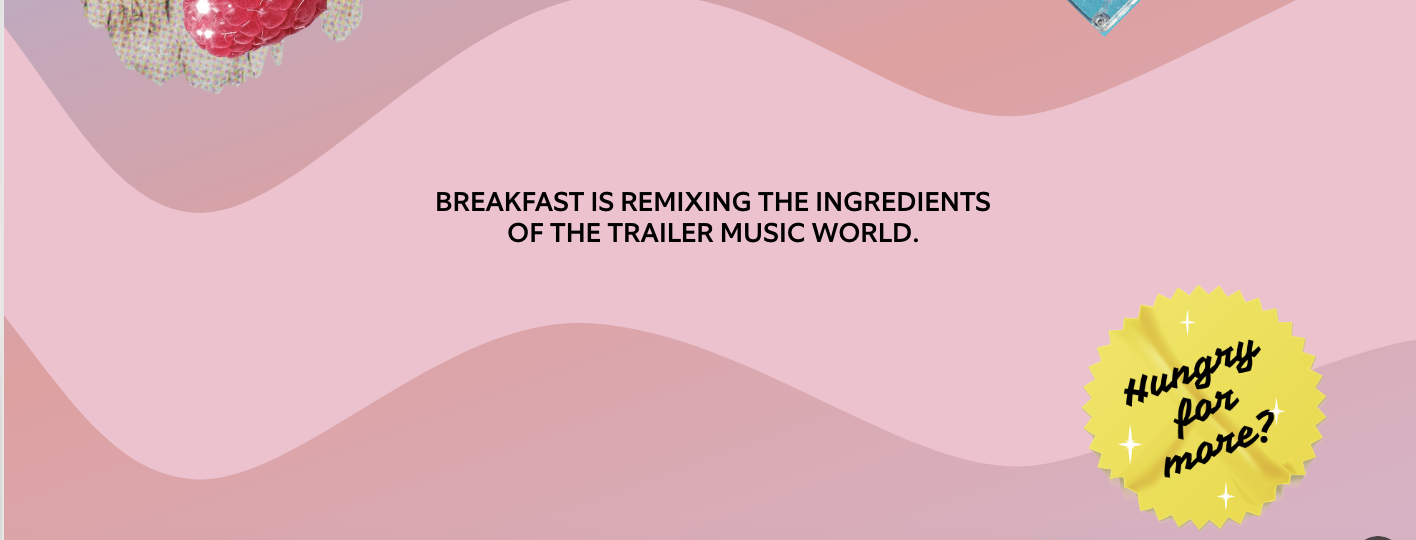 BREAKFAST IS REMIXING THE INGREDIENTS
OF THE TRAILER MUSIC WORLD.
Hungry
for
more?